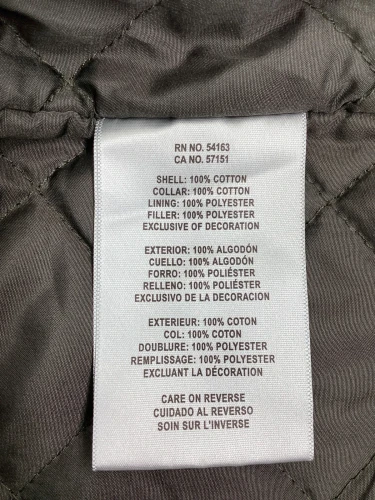 RN NO. 54163
CA NO. 57151
SHELL: 100% COTTON
COLLAR: 100% COTTON
LINING: 100% POLYESTER
FILLER: 100% POLYESTER
EXCLUSIVE OF DECORATION
EXTERIOR: 100% ALGODÓN
CUELLO: 100% ALGODÓN
FORRO: 100% POLIÉSTER
RELLENO: 100% POLIÉSTER
EXCLUSIVO DE LA DECORACION
EXTERIEUR: 100% COTON
COL: 100% COTON
DOUBLURE: 100% POLYESTER
REMPLISSAGE: 100% POLYESTER
EXCLUANT LA DÉCORATION
CARE ON REVERSE
CUIDADO AL REVERSO
SOIN SUR L'INVERSE